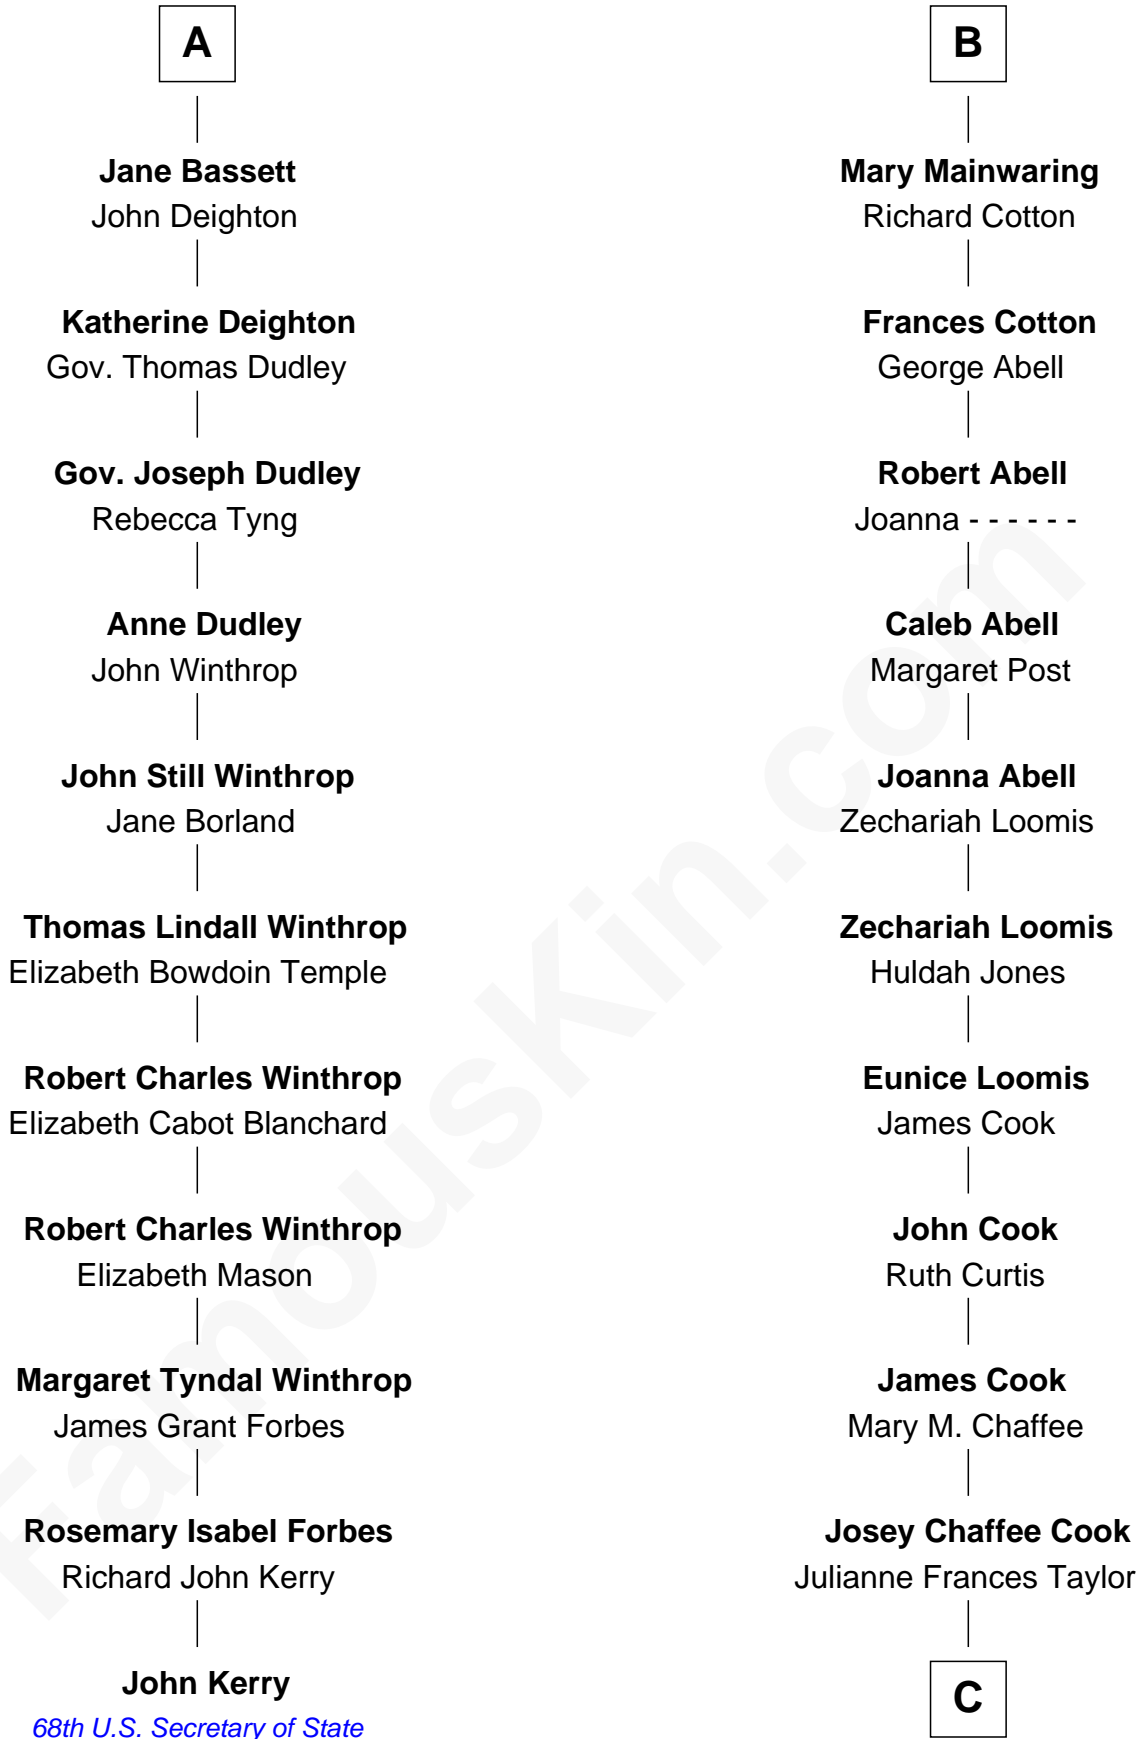 A
Jane Bassett
John Deighton
Katherine Deighton
Gov. Thomas Dudley
Gov. Joseph Dudley
Rebecca Tyng
Anne Dudley
John Winthrop
John Still Winthrop
Jane Borland
Thomas Lindall Winthrop
Elizabeth Bowdoin Temple
Robert Charles Winthrop
Elizabeth Cabot Blanchard
Robert Charles Winthrop
Elizabeth Mason
Margaret Tyndal Winthrop
James Grant Forbes
Rosemary Isabel Forbes
Richard John Kerry
John Kerry
68th U.S. Secretary of State
B
Mary Mainwaring
Richard Cotton
Frances Cotton
George Abell
Robert Abell
Joanna - - - - - -
Caleb Abell
Margaret Post
Joanna Abell
Zechariah Loomis
Zechariah Loomis
Huldah Jones
Eunice Loomis
James Cook
John Cook
Ruth Curtis
James Cook
Mary M. Chaffee
Josey Chaffee Cook
Julianne Frances Taylor
C
FamousKin.com